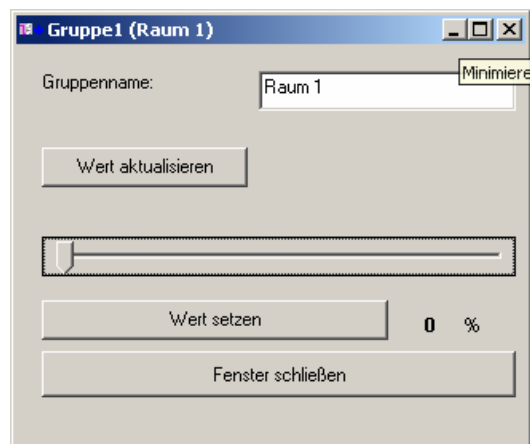 Gruppe1 (Raum 1)
Minimiere
Gruppenname:
Raum 1
Wert aktualisieren
Wert setzen
0 %
Fenster schließen